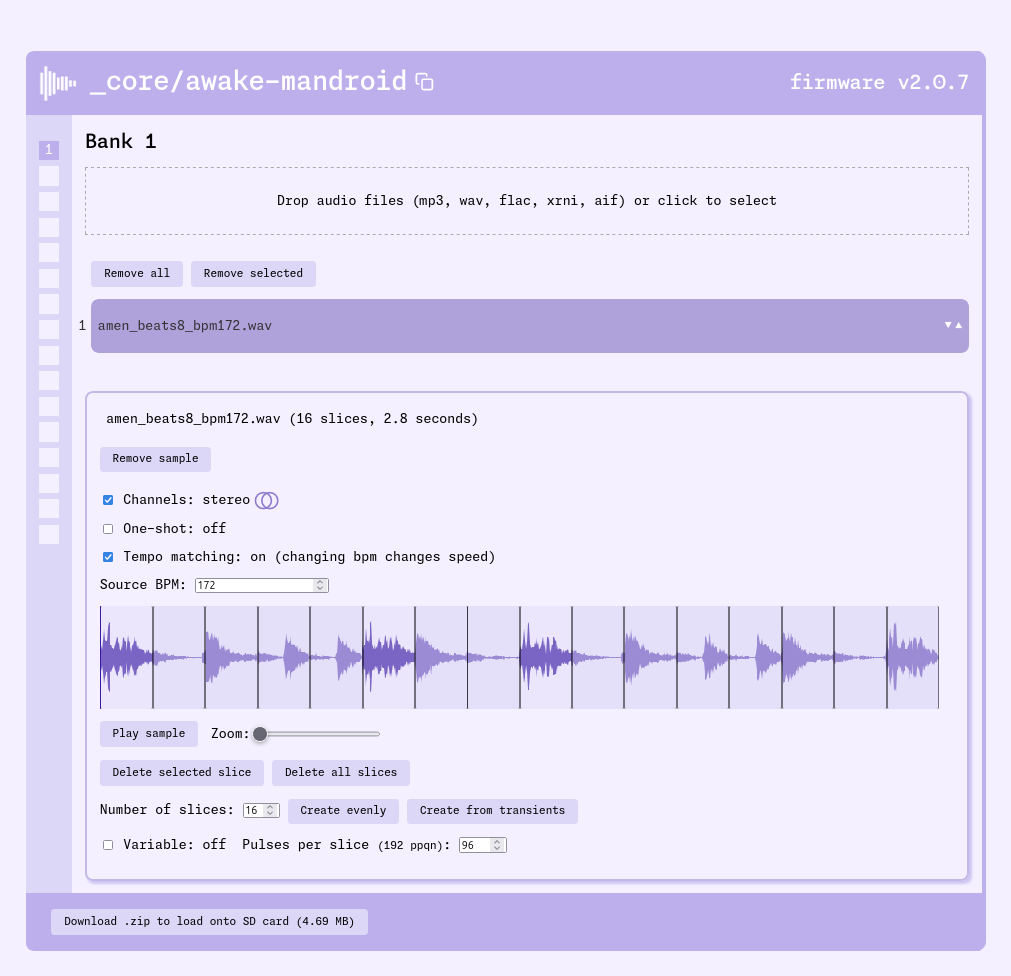 _core/awake-mandroid
firmware v2.0.7
1
Bank 1
Drop audio files (mp3, wav, flac, xrni, aif) or click to select
Remove all
Remove selected
1
amen_beats8_bpm172.wav
▼▲
amen_beats8_bpm172.wav (16 slices, 2.8 seconds)
Remove sample
Channels: stereo
One-shot: off
Tempo matching: on (changing bpm changes speed)
Source BPM: 172
Play sample
Zoom:
Delete selected slice
Delete all slices
Number of slices: 16
Create evenly
Create from transients
Variable: off
Pulses per slice (192 ppqn): 96
Download .zip to load onto SD card (4.69 MB)